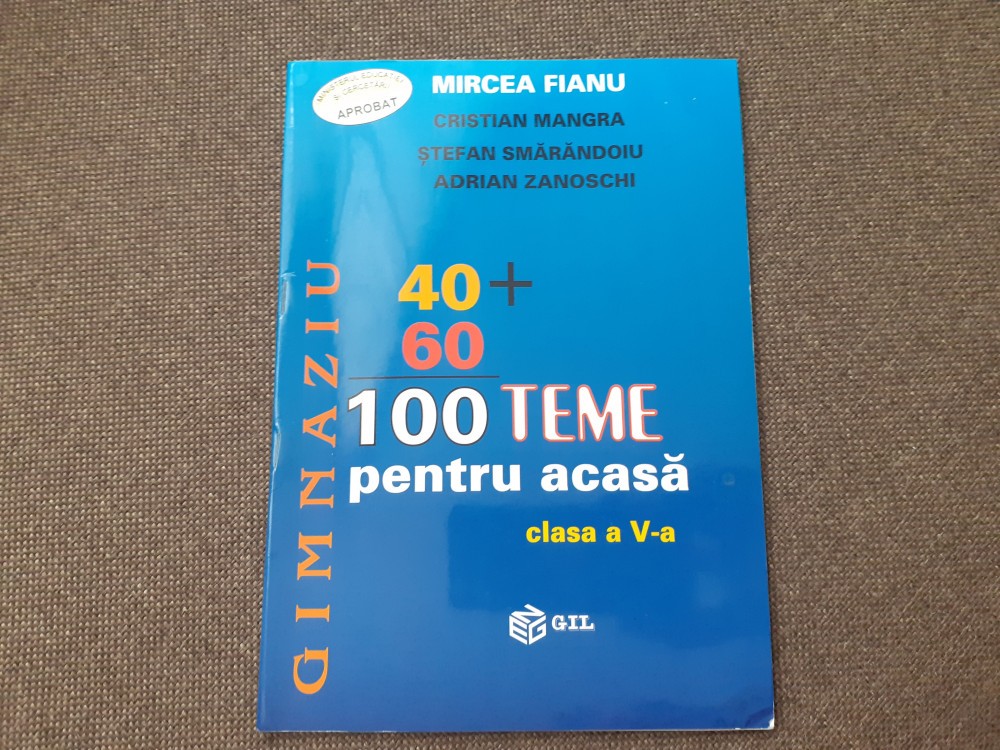 MINISTERUL EDUCAȚIEI
ȘI CERCETĂRII
APROBAT
MIRCEA FIANU
CRISTIAN MANGRA
ȘTEFAN SMĂRĂNDOIU
ADRIAN ZANOSCHI
GIMNAZIU
40+
60
100 TEME
pentru acasă
clasa a V-a
GIL